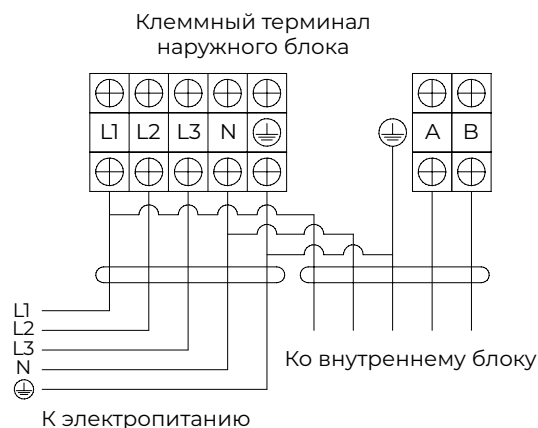 Клеммный терминал
наружного блока
L1 L2 L3 N A B
L1
L2
L3
N
Ко внутреннему блоку
К электропитанию